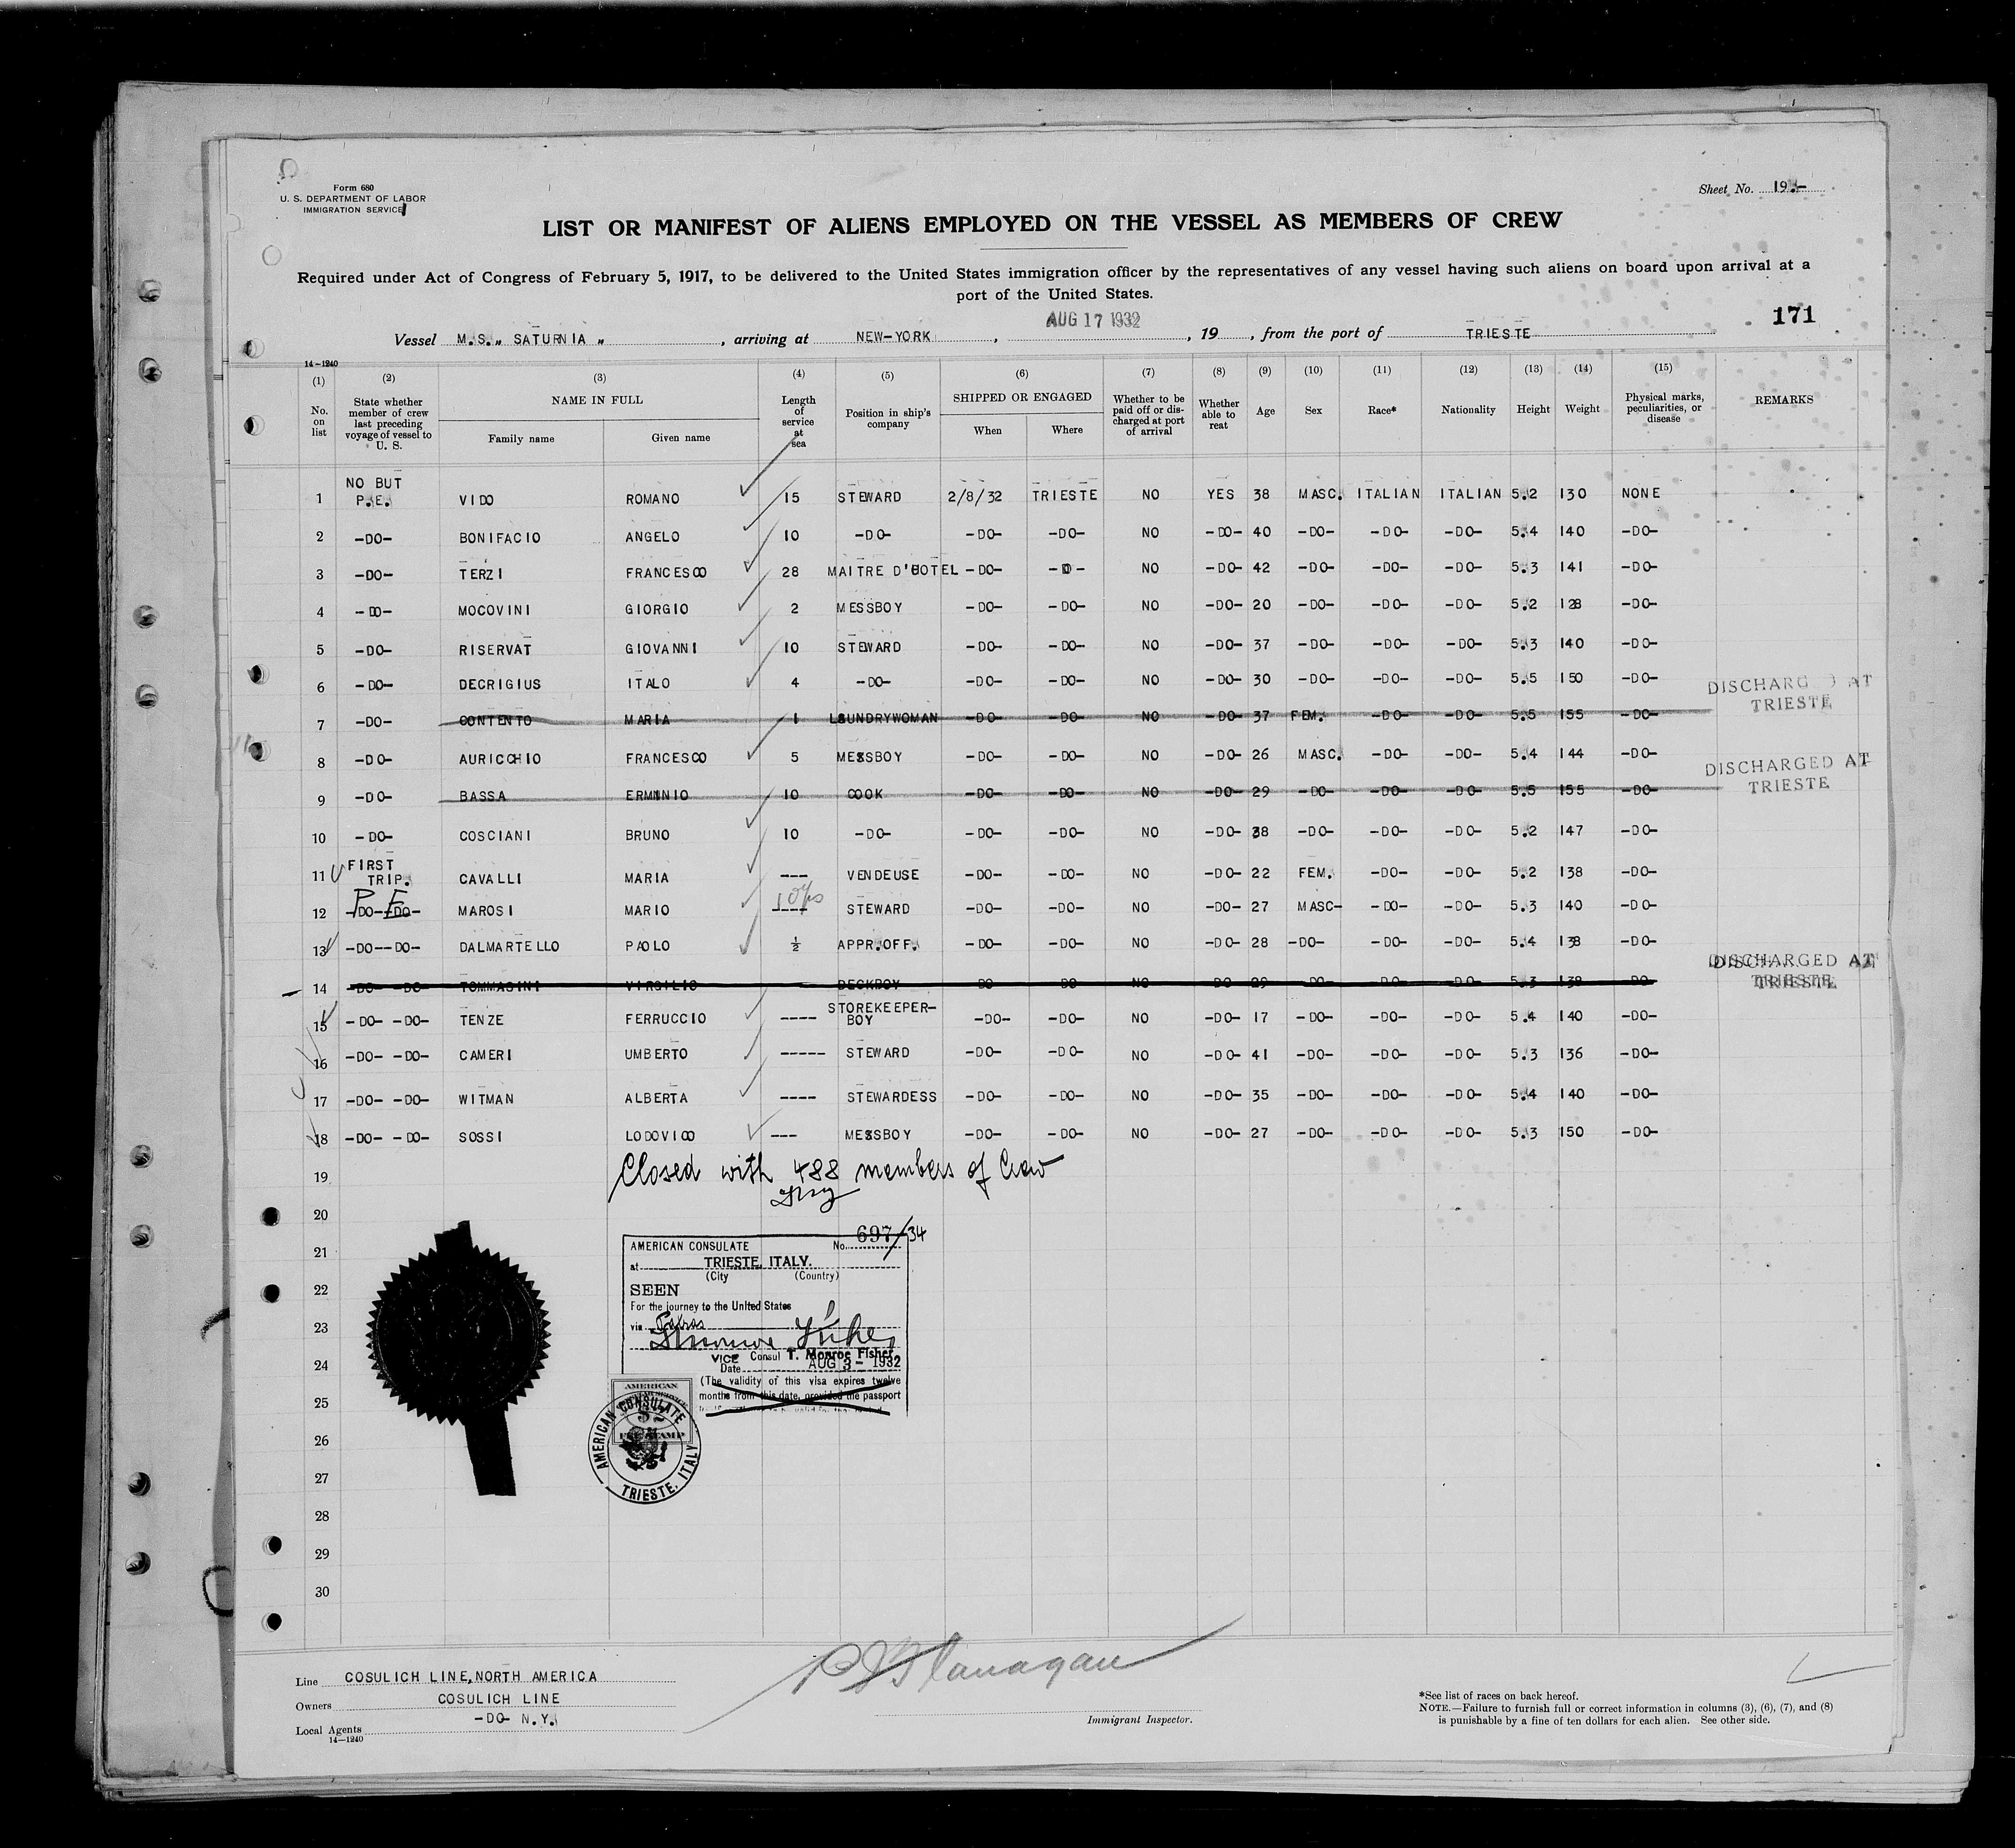 Form 680
U. S. DEPARTMENT OF LABOR
IMMIGRATION SERVICE
Sheet No. 19.-
LIST OR MANIFEST OF ALIENS EMPLOYED ON THE VESSEL AS MEMBERS OF CREW
Required under Act of Congress of February 5, 1917, to be delivered to the United States immigration officer by the representatives of any vessel having such aliens on board upon arrival at a
port of the United States.
171
Vessel M.S.„ SATURNIA „ , arriving at NEW-YORK , AUG 17 1932 , 19 , from the port of TRIESTE
14-1240
(1) (2) (3) (4) (5) (6) (7) (8) (9) (10) (11) (12) (13) (14) (15)
No. on list State whether member of crew last preceding voyage of vessel to U. S. NAME IN FULL Family name Given name Length of service at sea Position in ship's company SHIPPED OR ENGAGED When Where Whether to be paid off or discharged at port of arrival Whether able to reat Age Sex Race* Nationality Height Weight Physical marks, peculiarities, or disease REMARKS
1 NO BUT P.E. VIDO ROMANO 15 STEWARD 2/8/32 TRIESTE NO YES 38 MASC. ITALIAN ITALIAN 5.2 130 NONE
2 -DO- BONIFACIO ANGELO 10 -DO- -DO- -DO- NO -DO- 40 -DO- -DO- -DO- 5.4 140 -DO-
3 -DO- TERZI FRANCESCO 28 MAITRE D'HOTEL -DO- -D- NO -DO- 42 -DO- -DO- -DO- 5.3 141 -DO-
4 -DO- MOCOVINI GIORGIO 2 MESSBOY -DO- -DO- NO -DO- 20 -DO- -DO- -DO- 5.2 128 -DO-
5 -DO- RISERVAT GIOVANNI 10 STEWARD -DO- -DO- NO -DO- 37 -DO- -DO- -DO- 5.3 140 -DO-
6 -DO- DECRIGIUS ITALO 4 -DO- -DO- -DO- NO -DO- 30 -DO- -DO- -DO- 5.5 150 -DO-
7 -DO- CONTENTO MARIA 1 LAUNDRYWOMAN -DO- -DO- NO -DO- 37 FEM. -DO- -DO- 5.5 155 -DO- DISCHARG D AT TRIESTE
8 -DO- AURICCHIO FRANCESCO 5 MESSBOY -DO- -DO- NO -DO- 26 MASC. -DO- -DO- 5.4 144 -DO-
9 -DO- BASSA ERMINIO 10 COOK -DO- -DO- NO -DO- 29 -DO- -DO- -DO- 5.5 155 -DO- DISCHARGED AT TRIESTE
10 -DO- COSCIANI BRUNO 10 -DO- -DO- -DO- NO -DO- 38 -DO- -DO- -DO- 5.2 147 -DO-
11 FIRST TRIP. CAVALLI MARIA --- VENDEUSE -DO- -DO- NO -DO- 22 FEM. -DO- -DO- 5.2 138 -DO-
12 -DO- -DO- P E MAROSI MARIO ---- 10 yrs STEWARD -DO- -DO- NO -DO- 27 MASC- -DO- -DO- 5.3 140 -DO-
13 -DO--DO- DALMARTELLO PAOLO ½ APPR.OFF. -DO- -DO- NO -DO- 28 -DO- -DO- -DO- 5.4 138 -DO-
14 -DO- -DO- TOMMASINI VIRGILIO DECKBOY DO DO NO DO 29 DO DO DO 5.3 138 DO DISCHARGED AT TRIESTE
15 -DO- -DO- TENZE FERRUCCIO ---- STOREKEEPER-BOY -DO- -DO- NO -DO- 17 -DO- -DO- -DO- 5.4 140 -DO-
16 -DO- -DO- CAMERI UMBERTO ----- STEWARD -DO- -DO- NO -DO- 41 -DO- -DO- -DO- 5.3 136 -DO-
17 -DO- -DO- WITMAN ALBERTA ---- STEWARDESS -DO- -DO- NO -DO- 35 -DO- -DO- -DO- 5.4 140 -DO-
18 -DO- -DO- SOSSI LODOVICO --- MESSBOY -DO- -DO- NO -DO- 27 -DO- -DO- -DO- 5.3 150 -DO-
19 Closed with 488 members of Crew
20
21
22
23
24
25
26
27
28
29
30
AMERICAN CONSULATE No. 697/34
at TRIESTE, ITALY.
(City (Country)
SEEN
For the journey to the United States
via Patras
VICE Consul T. Monroe Fisher
Date AUG 3 - 1932
(The validity of this visa expires twelve
months from this date, provided the passport
AMERICAN
FEE STAMP
AMERICAN CONSULATE
TRIESTE, ITALY
Line COSULICH LINE,NORTH AMERICA
Owners COSULICH LINE
Local Agents -DO- N.Y.
14-1240
P J Flanagan
Immigrant Inspector.
*See list of races on back hereof.
NOTE.—Failure to furnish full or correct information in columns (3), (6), (7), and (8)
is punishable by a fine of ten dollars for each alien. See other side.